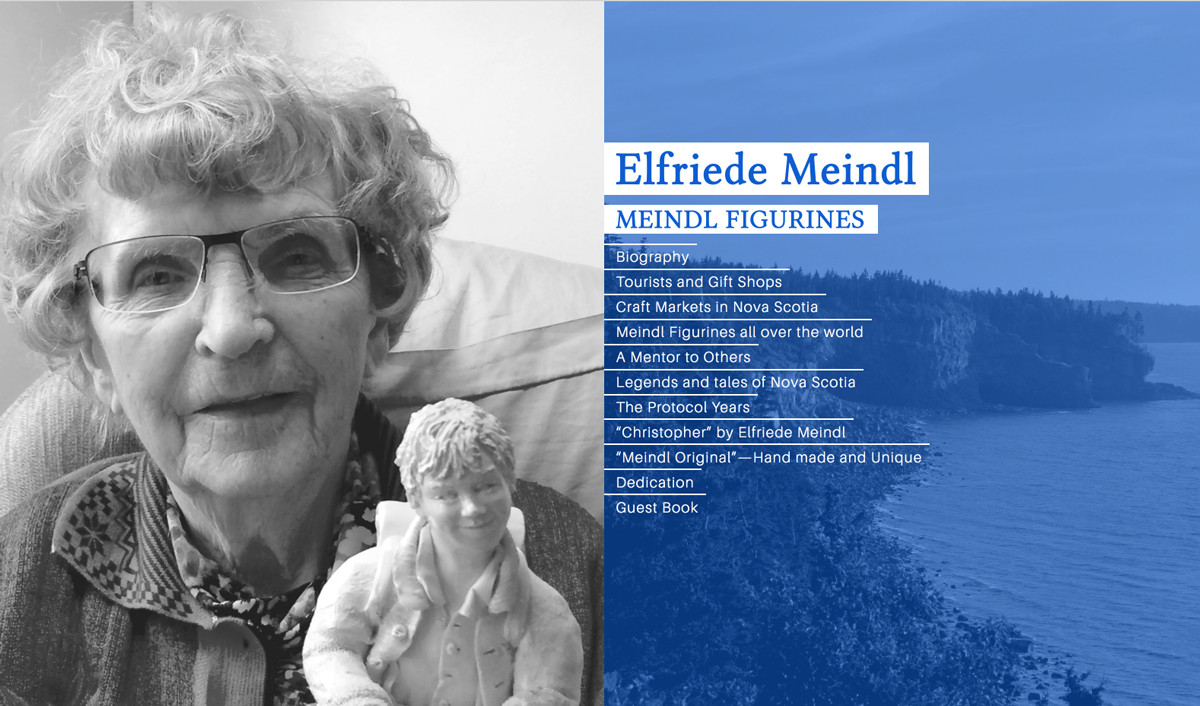 Elfriede Meindl
MEINDL FIGURINES
Biography
Tourists and Gift Shops
Craft Markets in Nova Scotia
Meindl Figurines all over the world
A Mentor to Others
Legends and tales of Nova Scotia
The Protocol Years
“Christopher” by Elfriede Meindl
“Meindl Original”—Hand made and Unique
Dedication
Guest Book